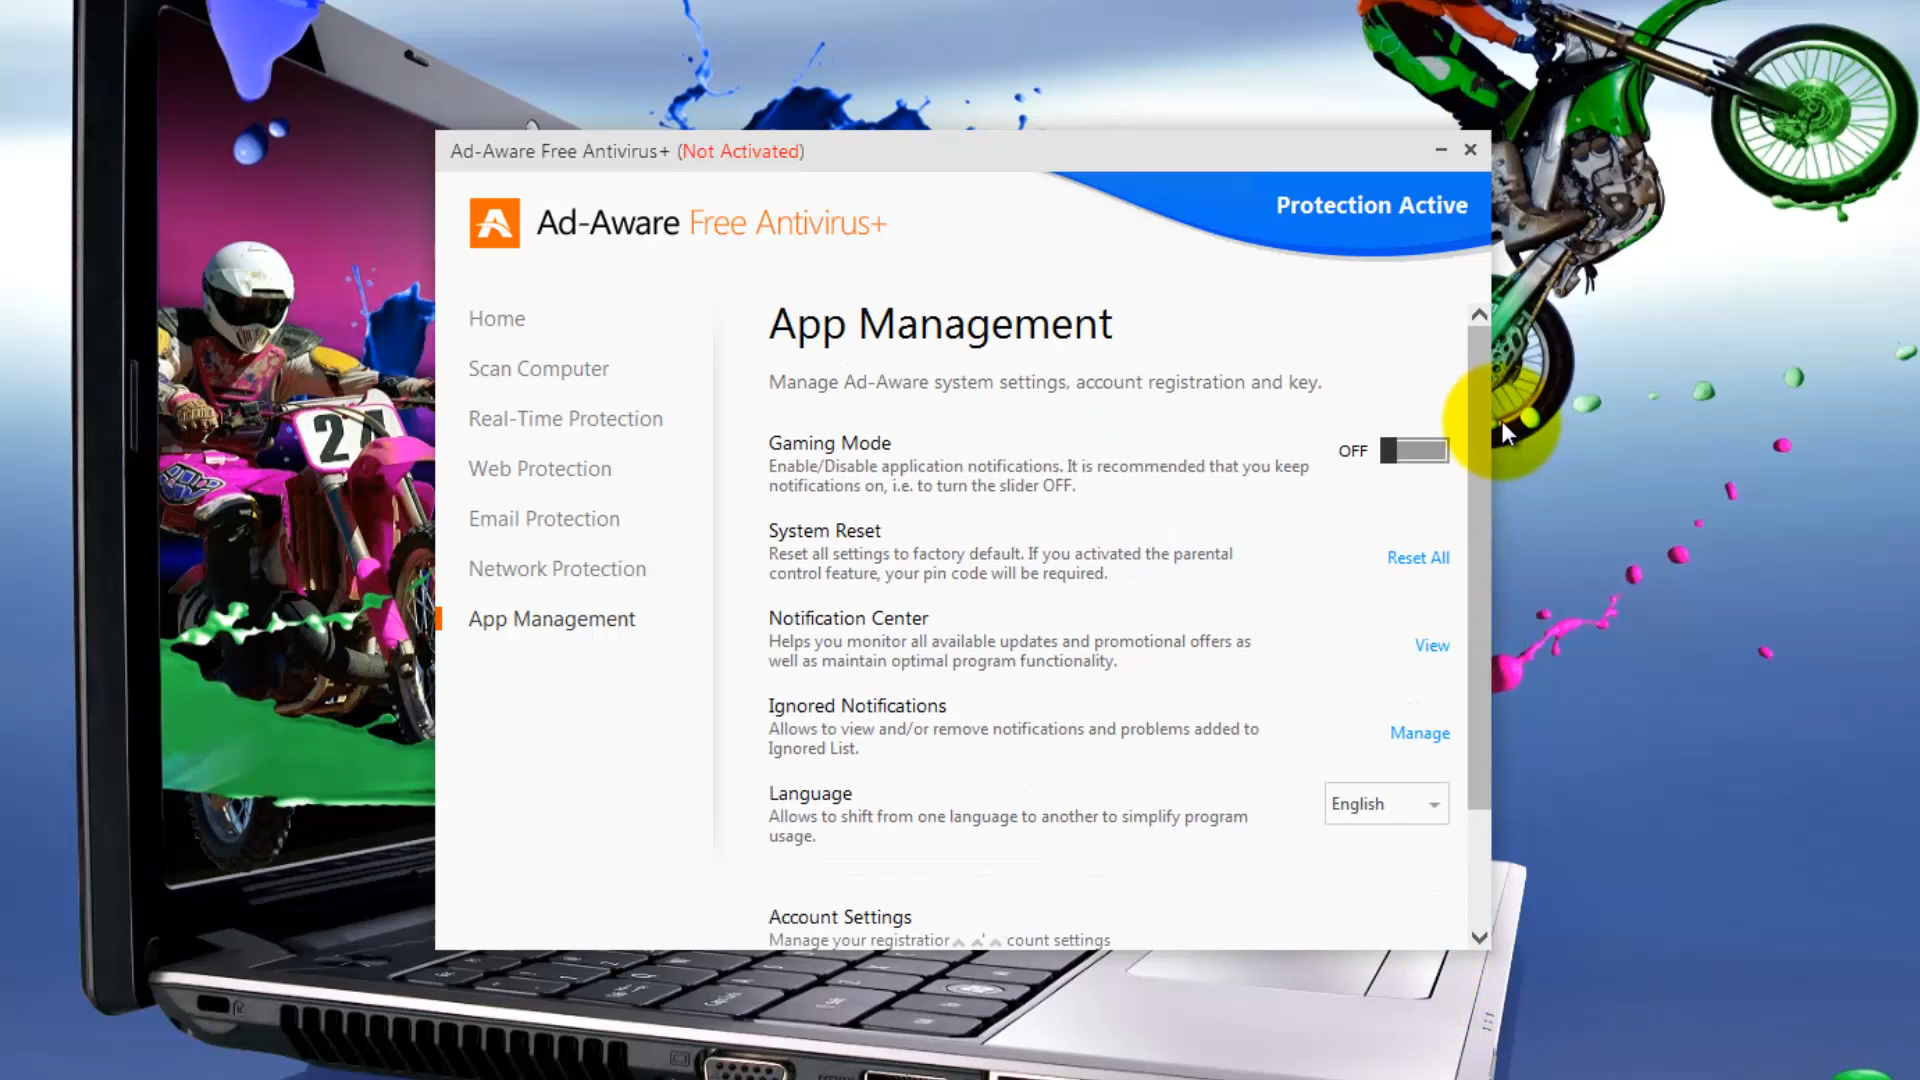 Ad-Aware Free Antivirus+ (Not Activated)
Ad-Aware Free Antivirus+
Protection Active
Home
Scan Computer
Real-Time Protection
Web Protection
Email Protection
Network Protection
App Management
App Management
Manage Ad-Aware system settings, account registration and key.
Gaming Mode
Enable/Disable application notifications. It is recommended that you keep
notifications on, i.e. to turn the slider OFF.
OFF
System Reset
Reset all settings to factory default. If you activated the parental
control feature, your pin code will be required.
Reset All
Notification Center
Helps you monitor all available updates and promotional offers as
well as maintain optimal program functionality.
View
Ignored Notifications
Allows to view and/or remove notifications and problems added to
Ignored List.
Manage
Language
Allows to shift from one language to another to simplify program
usage.
English
Account Settings
Manage your count settings
24